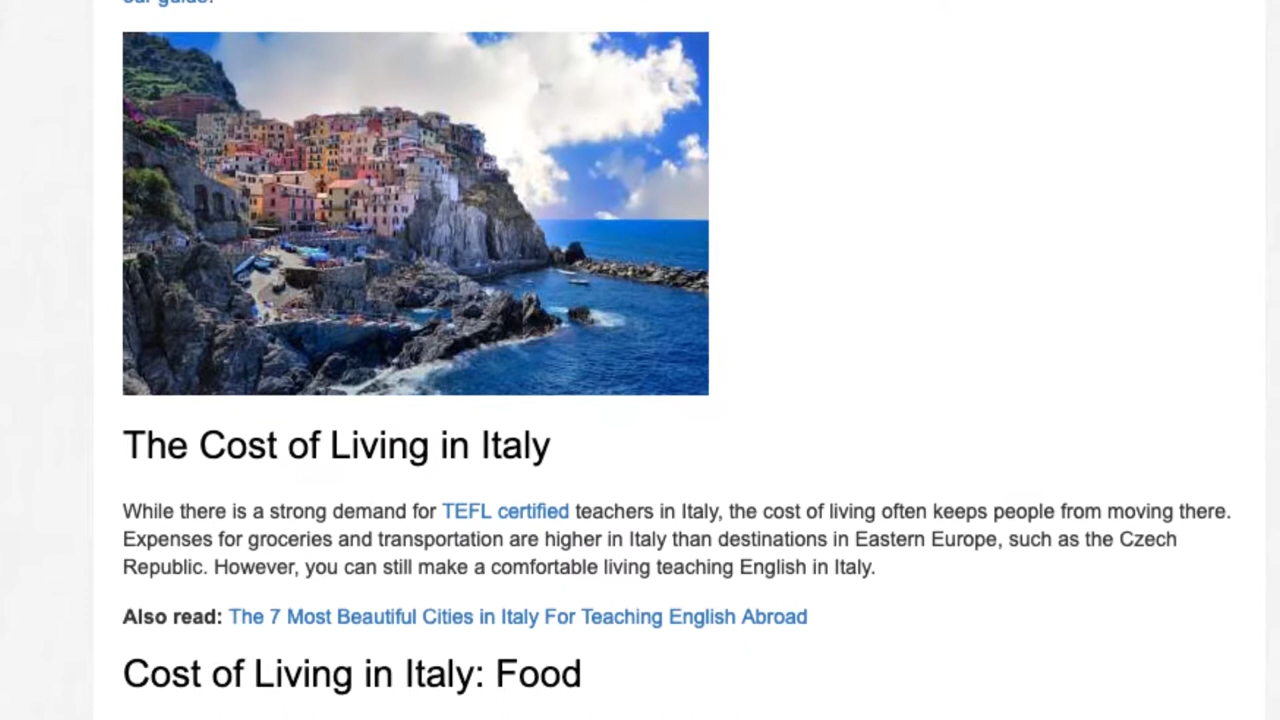 our guide.
The Cost of Living in Italy
While there is a strong demand for TEFL certified teachers in Italy, the cost of living often keeps people from moving there.
Expenses for groceries and transportation are higher in Italy than destinations in Eastern Europe, such as the Czech
Republic. However, you can still make a comfortable living teaching English in Italy.
Also read: The 7 Most Beautiful Cities in Italy For Teaching English Abroad
Cost of Living in Italy: Food